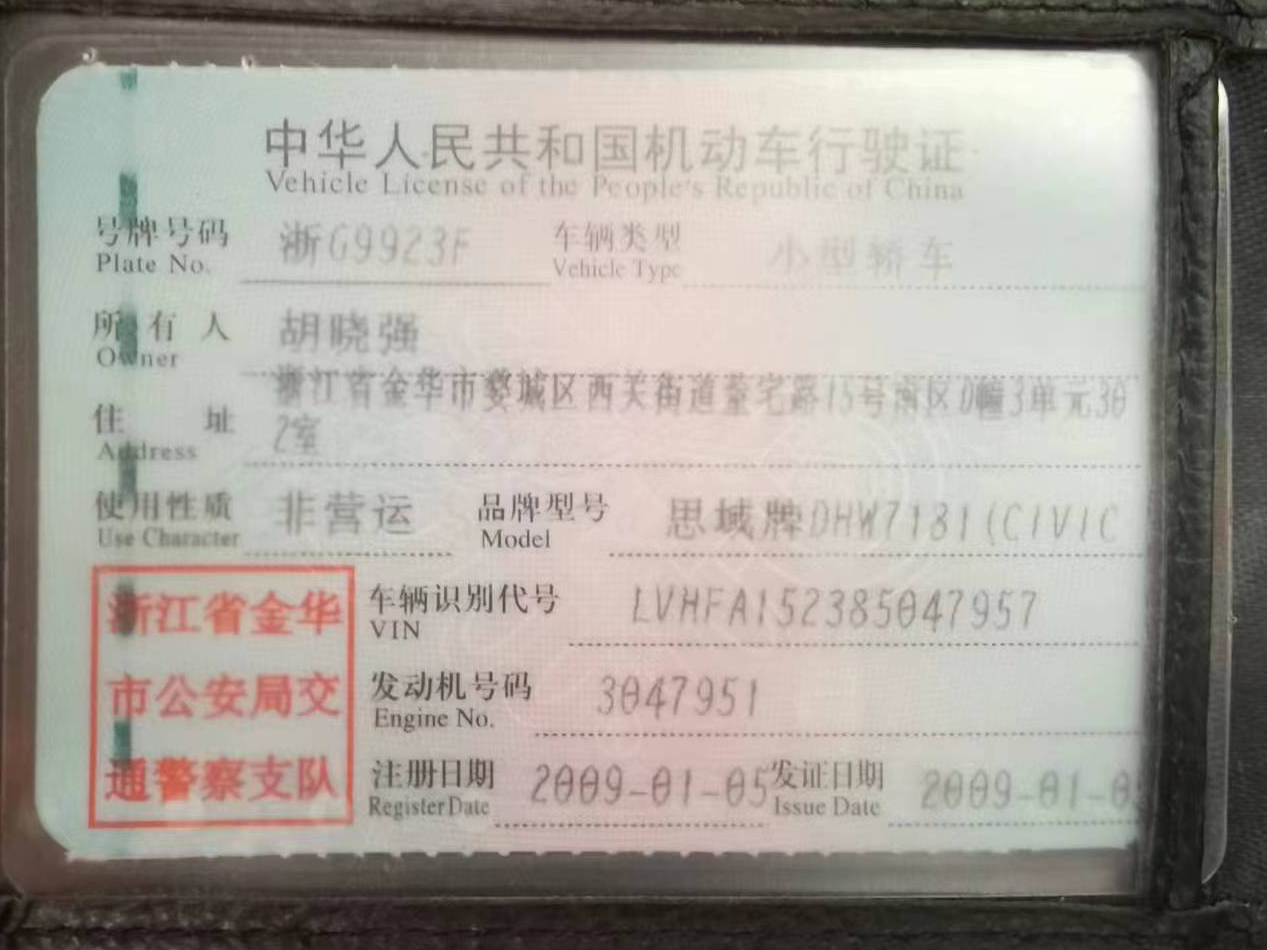 中华人民共和国机动车行驶证
Vehicle License of the People's Republic of China
号牌号码 浙G9923F 车辆类型 小型轿车
Plate No. Vehicle Type
所有人 胡晓强
Owner
浙江省金华市婺城区西关街道董宅路15号南区D幢3单元30
住址 2室
Address
使用性质 非营运 品牌型号 思域牌DHW7181(CIVIC
Use Character Model
浙江省金华 车辆识别代号 LVHFA152385047957
VIN
市公安局交 发动机号码 3047951
Engine No.
通警察支队 注册日期 2009-01-05 发证日期 2009-01-05
Register Date Issue Date